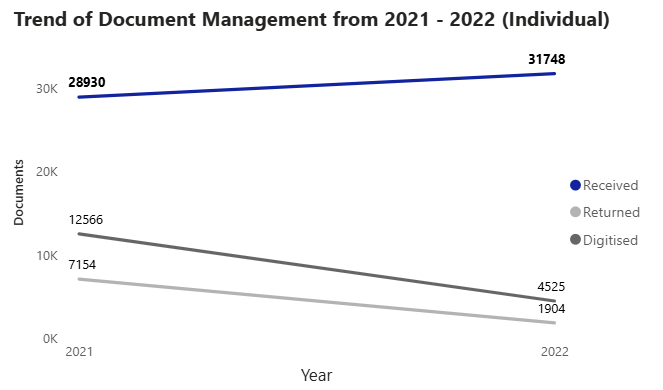 Trend of Document Management from 2021 - 2022 (Individual)
31748
28930
30K
20K
Documents
Received
Returned
12566
Digitised
10K
7154
4525
1904
0K
2021
2022
Year